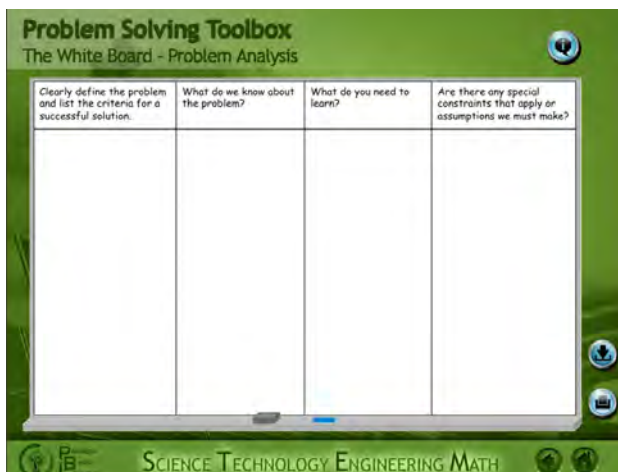 Problem Solving Toolbox
The White Board - Problem Analysis
Clearly define the problem
and list the criteria for a
successful solution.
What do we know about
the problem?
What do you need to
learn?
Are there any special
constraints that apply or
assumptions we must make?
SCIENCE TECHNOLOGY ENGINEERING MATH